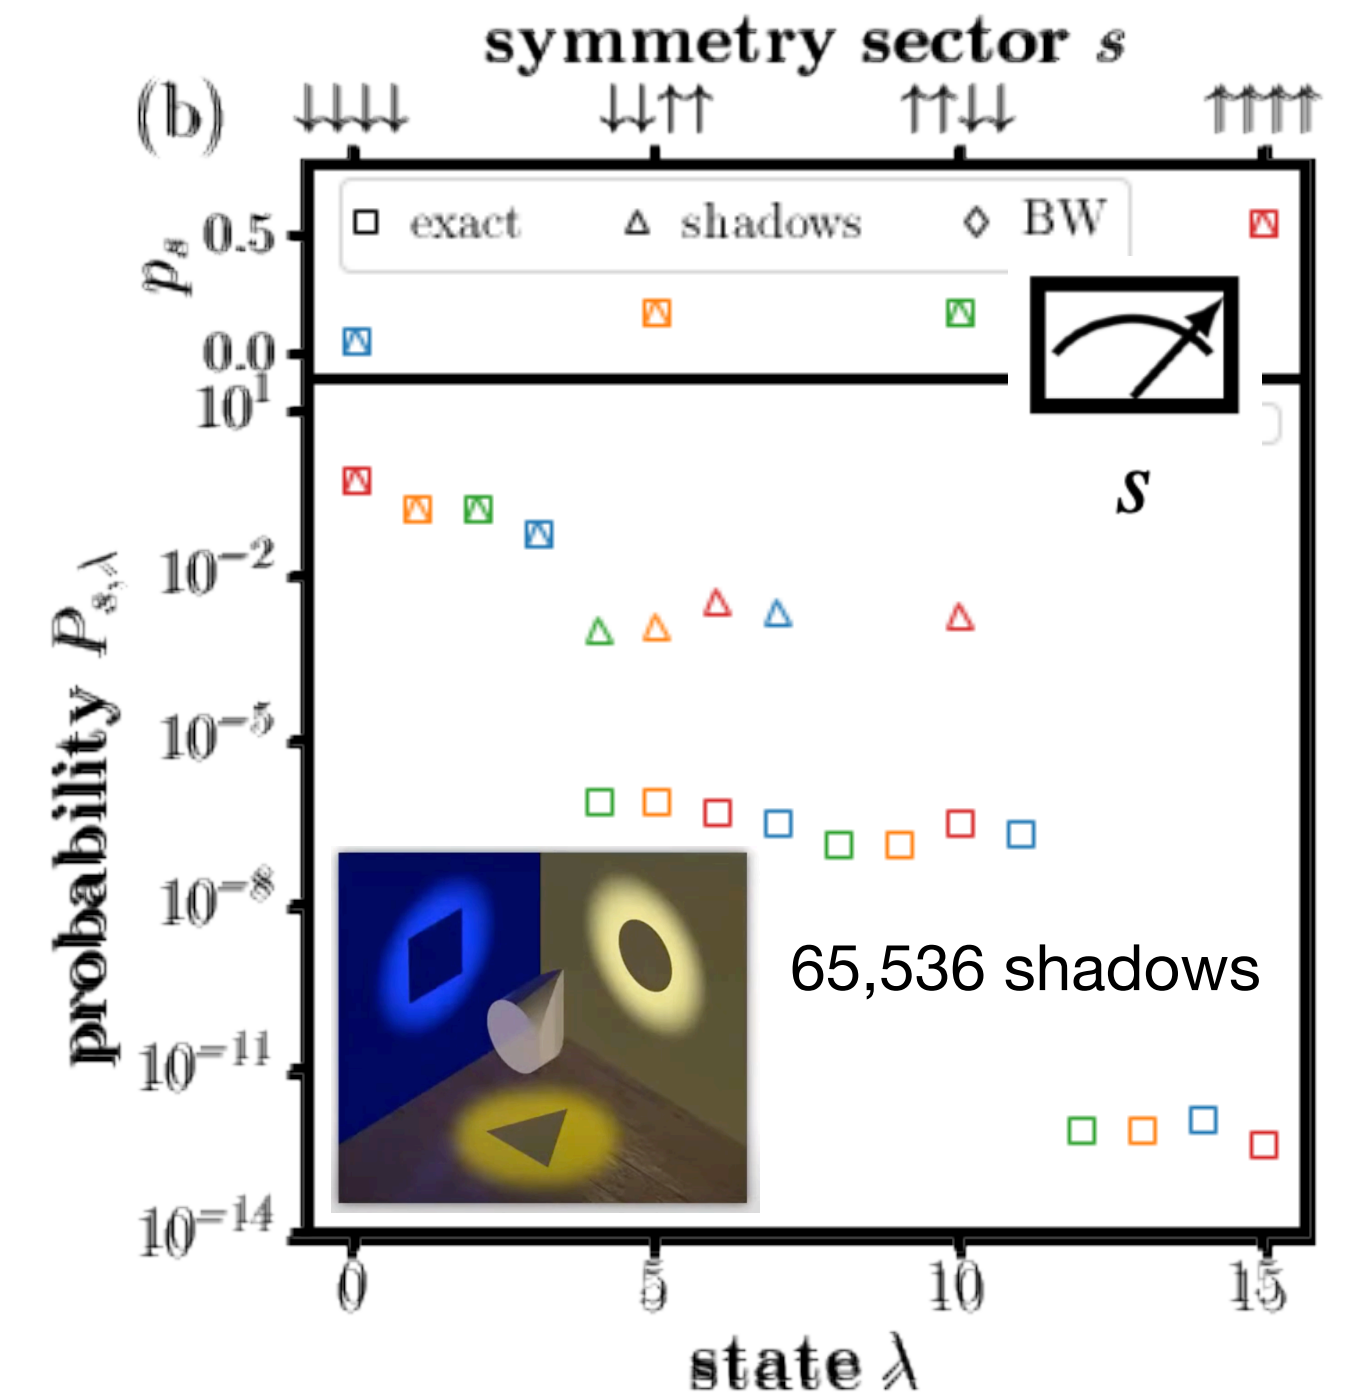 symmetry sector s
(b)
↓↓↓↓ ↓↓↑↑ ↑↑↓↓ ↑↑↑↑
□ exact △ shadows ◇ BW
p_s
0.5
0.0
10^1
10^{-2}
10^{-5}
10^{-8}
10^{-11}
10^{-14}
probability P_{s,λ}
s
65,536 shadows
0 5 10 15
state λ